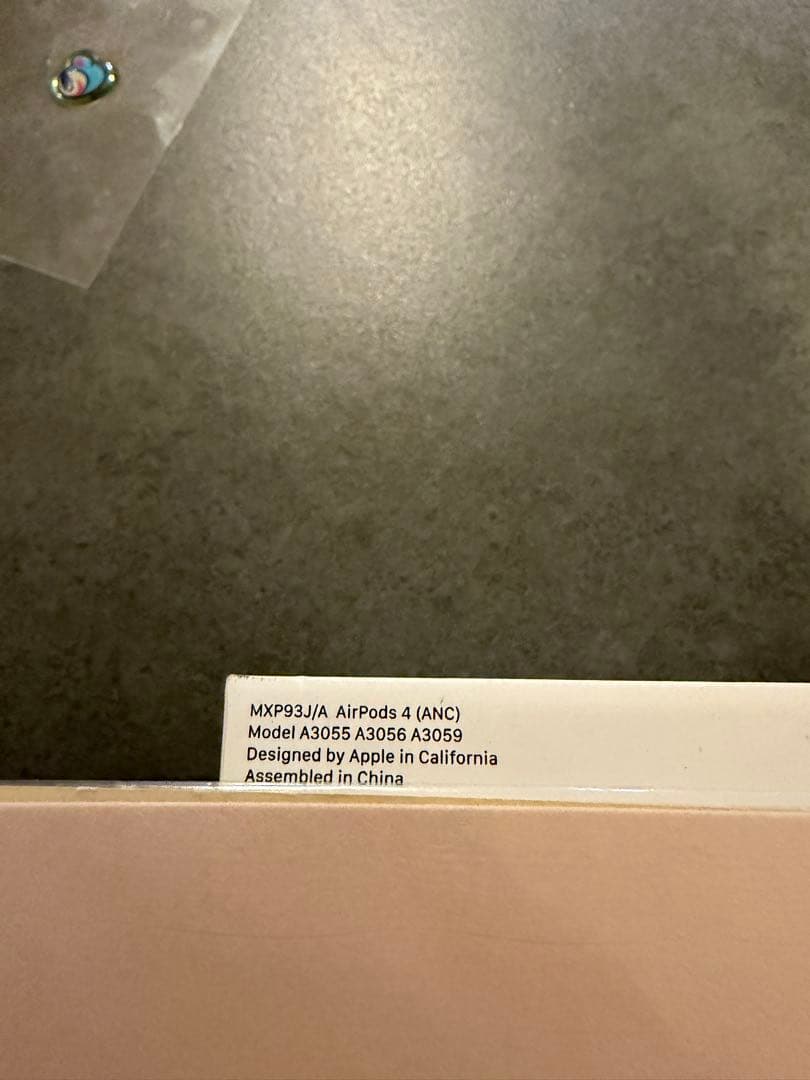 MXP93J/A AirPods 4 (ANC)
Model A3055 A3056 A3059
Designed by Apple in California
Assembled in China